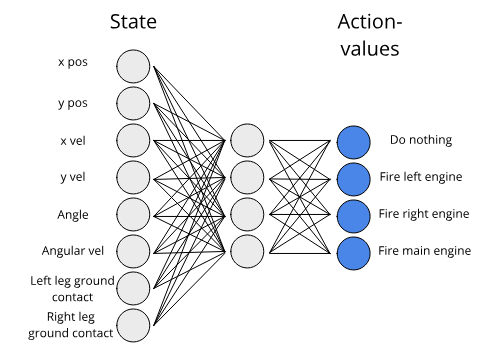 State
Action-
values
x pos
y pos
x vel
y vel
Angle
Angular vel
Left leg ground
contact
Right leg
ground contact
Do nothing
Fire left engine
Fire right engine
Fire main engine